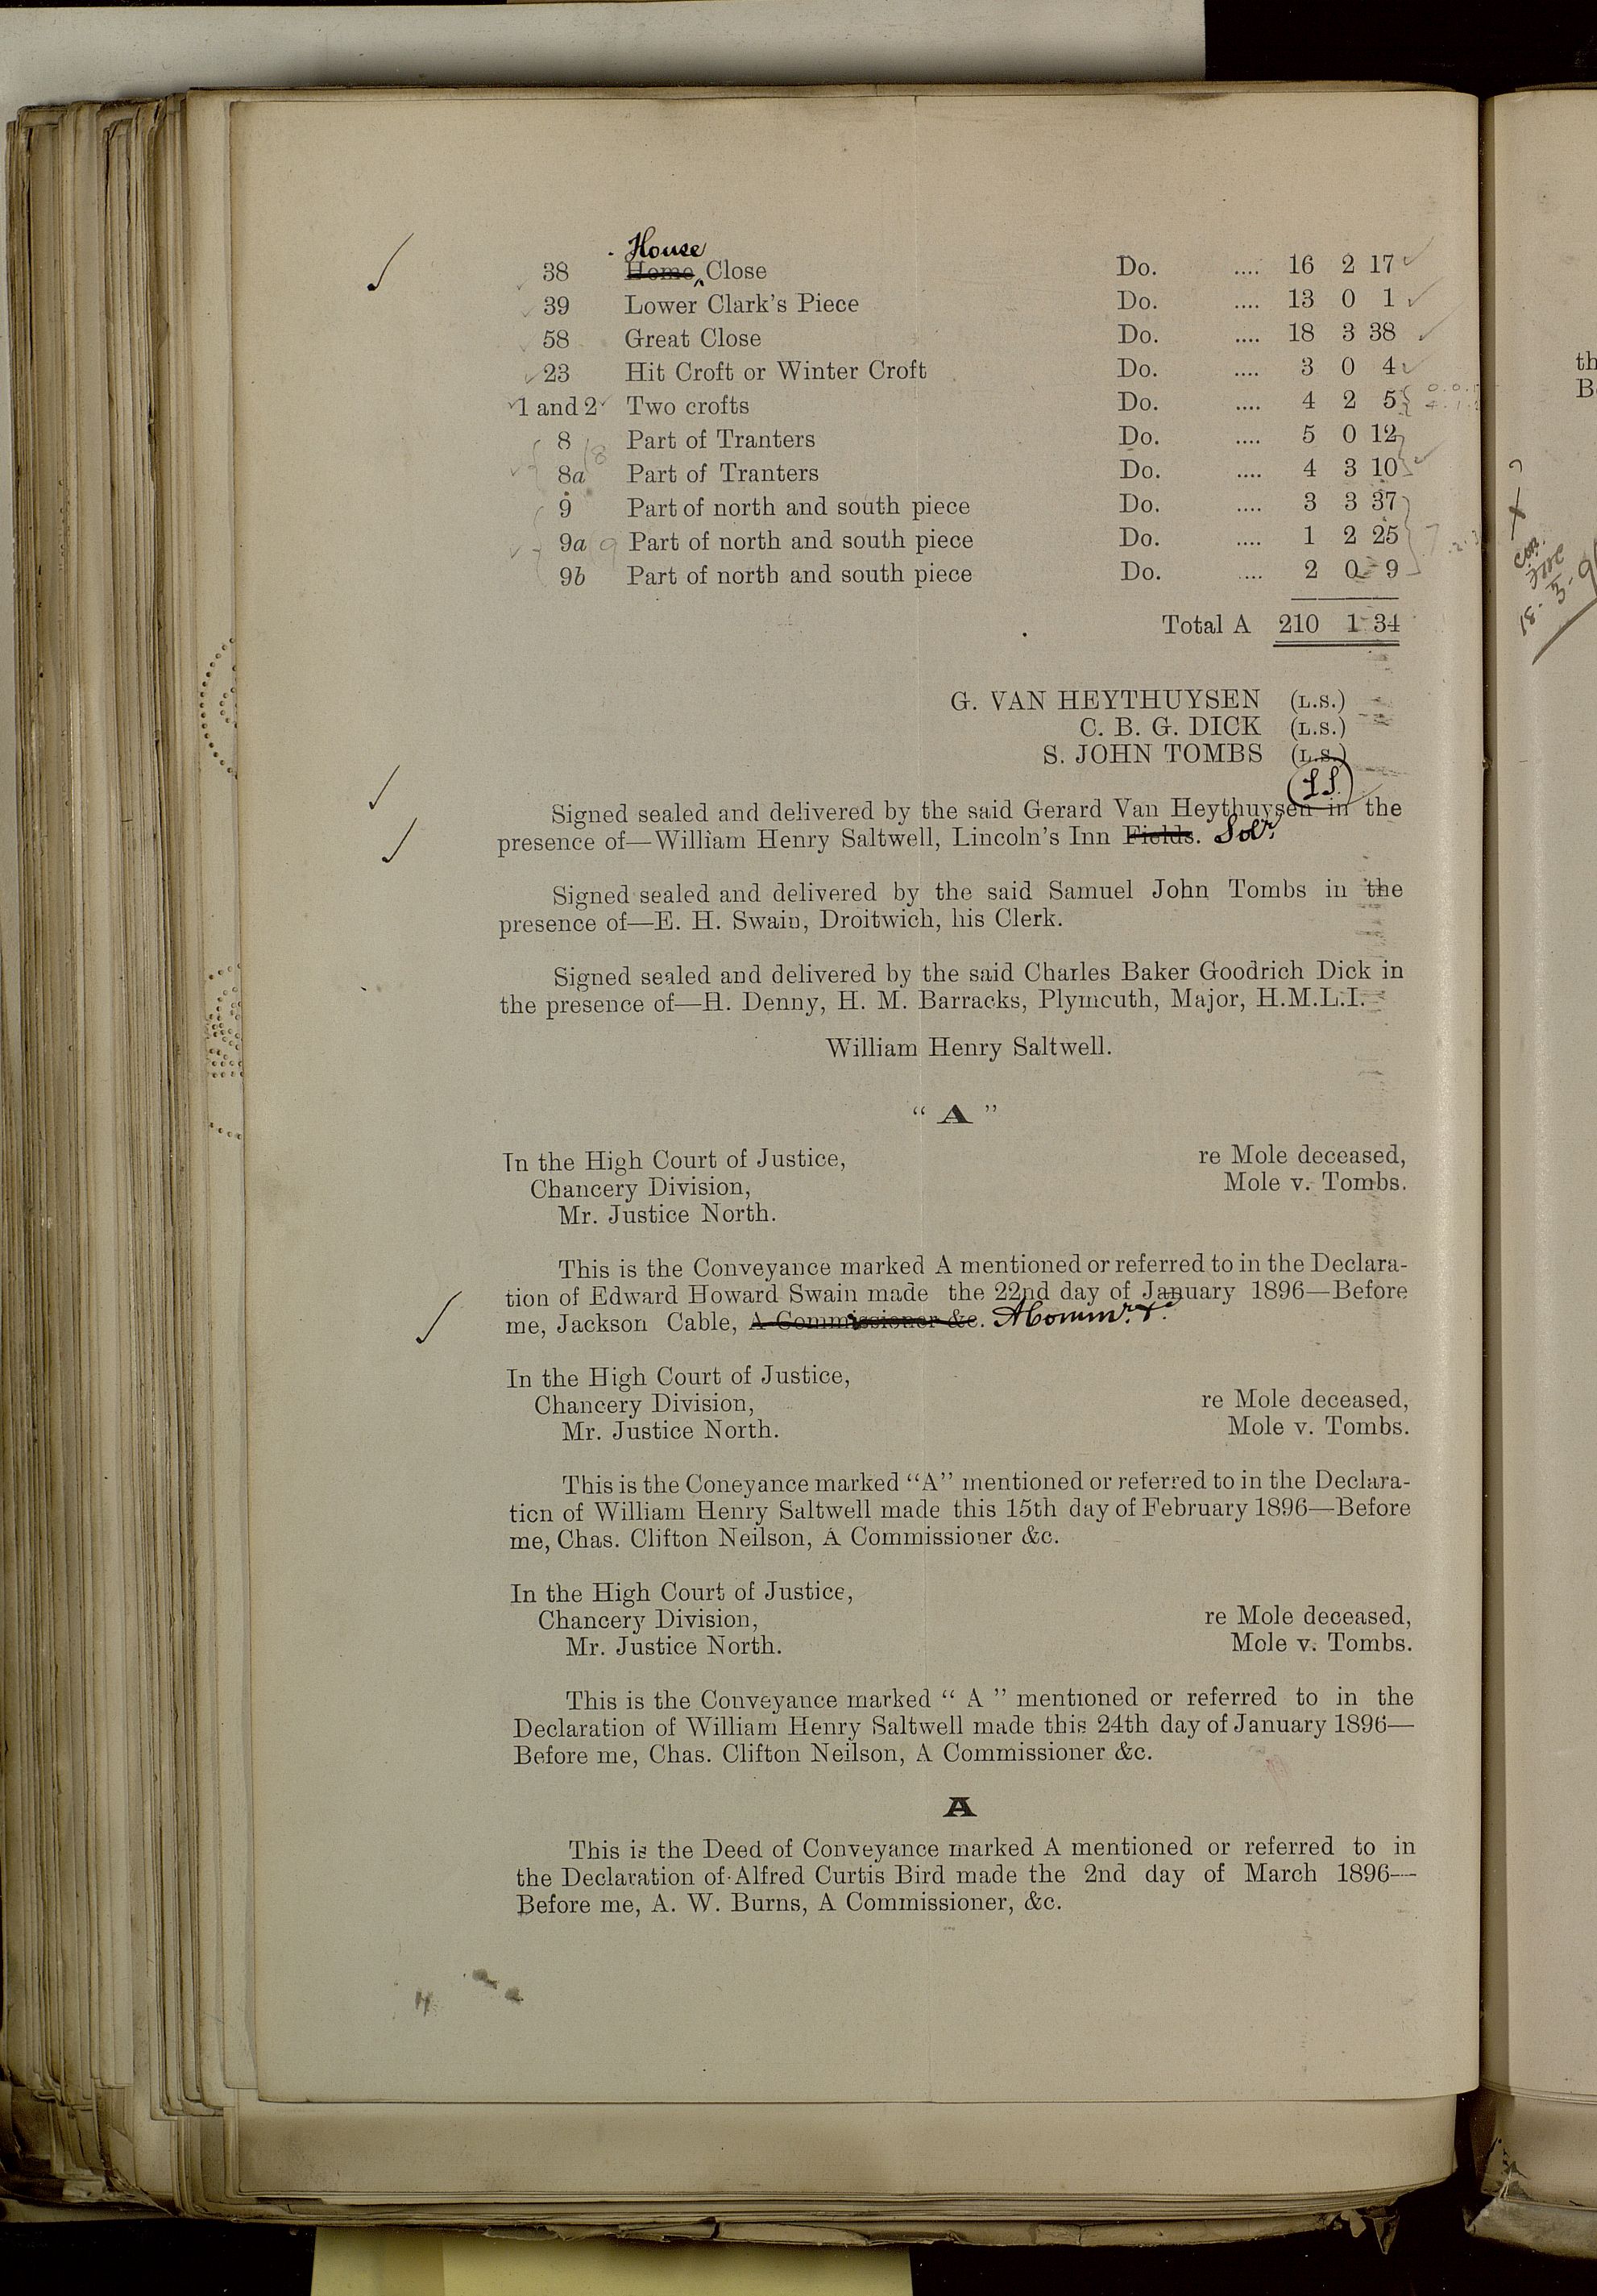 House
38 Home Close Do. .... 16 2 17
39 Lower Clark's Piece Do. .... 13 0 1
58 Great Close Do. .... 18 3 38
23 Hit Croft or Winter Croft Do. .... 3 0 4
1 and 2 Two crofts Do. .... 4 2 5
8 Part of Tranters Do. .... 5 0 12
8a Part of Tranters Do. .... 4 3 10
9 Part of north and south piece Do. .... 3 3 37
9a 9 Part of north and south piece Do. .... 1 2 25
9b Part of north and south piece Do. .... 2 0 9
Total A 210 1 34
G. VAN HEYTHUYSEN (L.S.)
C. B. G. DICK (L.S.)
S. JOHN TOMBS (L.S.)
LS.
Signed sealed and delivered by the said Gerard Van Heythuysen in the
presence of—William Henry Saltwell, Lincoln's Inn Fields. Solr
Signed sealed and delivered by the said Samuel John Tombs in the
presence of—E. H. Swain, Droitwich, his Clerk.
Signed sealed and delivered by the said Charles Baker Goodrich Dick in
the presence of—H. Denny, H. M. Barracks, Plymouth, Major, H.M.L.I.
William Henry Saltwell.
" A "
In the High Court of Justice, re Mole deceased,
Chancery Division, Mole v. Tombs.
Mr. Justice North.
This is the Conveyance marked A mentioned or referred to in the Declara-
tion of Edward Howard Swain made the 22nd day of January 1896—Before
me, Jackson Cable, A Commissioner &c. A Commr. &c.
In the High Court of Justice,
Chancery Division, re Mole deceased,
Mr. Justice North. Mole v. Tombs.
This is the Coneyance marked "A" mentioned or referred to in the Declara-
tion of William Henry Saltwell made this 15th day of February 1896—Before
me, Chas. Clifton Neilson, A Commissioner &c.
In the High Court of Justice,
Chancery Division, re Mole deceased,
Mr. Justice North. Mole v. Tombs.
This is the Conveyance marked " A " mentioned or referred to in the
Declaration of William Henry Saltwell made this 24th day of January 1896—
Before me, Chas. Clifton Neilson, A Commissioner &c.
A
This is the Deed of Conveyance marked A mentioned or referred to in
the Declaration of Alfred Curtis Bird made the 2nd day of March 1896—
Before me, A. W. Burns, A Commissioner, &c.